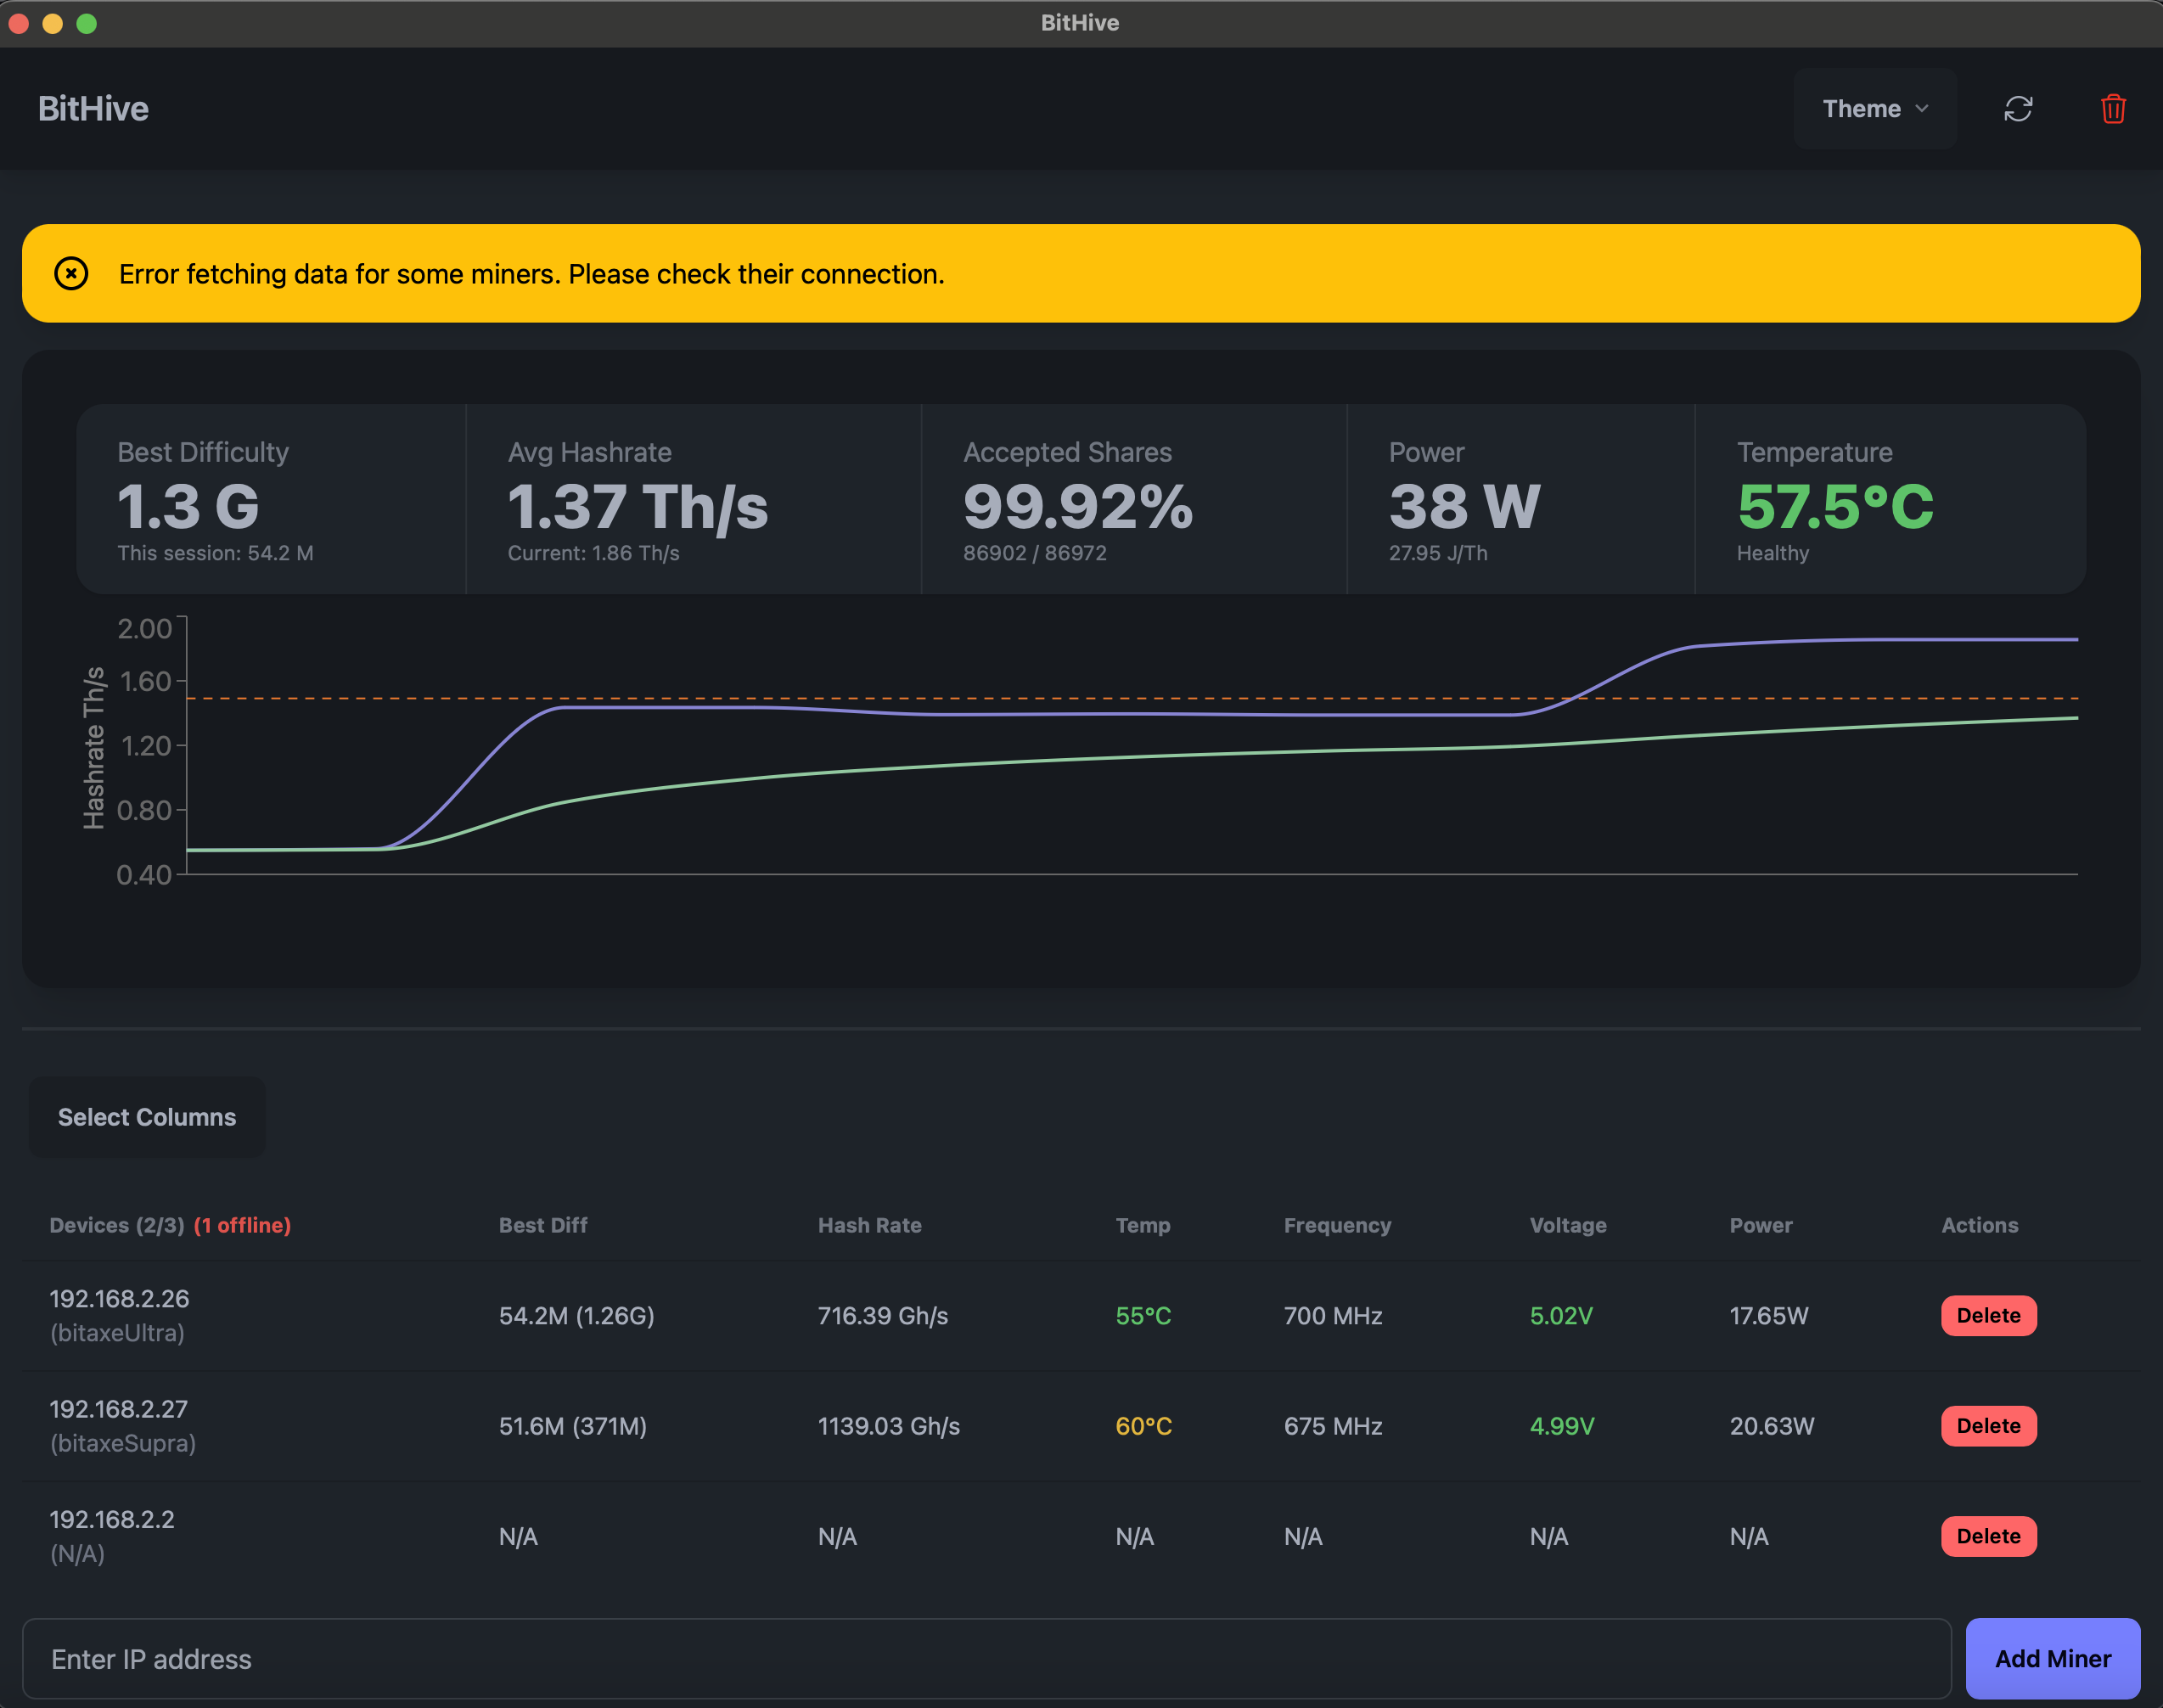 BitHive
BitHive
Theme
Error fetching data for some miners. Please check their connection.
Best Difficulty
1.3 G
This session: 54.2 M
Avg Hashrate
1.37 Th/s
Current: 1.86 Th/s
Accepted Shares
99.92%
86902 / 86972
Power
38 W
27.95 J/Th
Temperature
57.5°C
Healthy
Hashrate Th/s
2.00
1.60
1.20
0.80
0.40
Select Columns
Devices (2/3) (1 offline) Best Diff Hash Rate Temp Frequency Voltage Power Actions
192.168.2.26
(bitaxeUltra)
54.2M (1.26G) 716.39 Gh/s 55°C 700 MHz 5.02V 17.65W Delete
192.168.2.27
(bitaxeSupra)
51.6M (371M) 1139.03 Gh/s 60°C 675 MHz 4.99V 20.63W Delete
192.168.2.2
(N/A)
N/A N/A N/A N/A N/A N/A Delete
Enter IP address
Add Miner